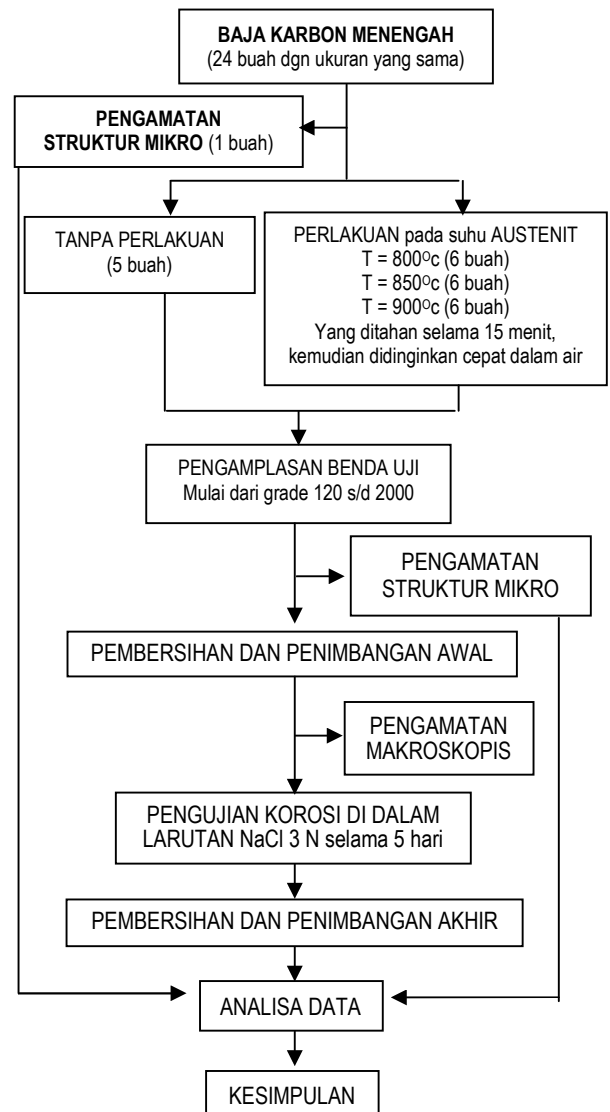 BAJA KARBON MENENGAH
(24 buah dgn ukuran yang sama)
PENGAMATAN
STRUKTUR MIKRO (1 buah)
TANPA PERLAKUAN
(5 buah)
PERLAKUAN pada suhu AUSTENIT
T = 800ᴼc (6 buah)
T = 850ᴼc (6 buah)
T = 900ᴼc (6 buah)
Yang ditahan selama 15 menit,
kemudian didinginkan cepat dalam air
PENGAMPLASAN BENDA UJI
Mulai dari grade 120 s/d 2000
PENGAMATAN
STRUKTUR MIKRO
PEMBERSIHAN DAN PENIMBANGAN AWAL
PENGAMATAN
MAKROSKOPIS
PENGUJIAN KOROSI DI DALAM
LARUTAN NaCl 3 N selama 5 hari
PEMBERSIHAN DAN PENIMBANGAN AKHIR
ANALISA DATA
KESIMPULAN